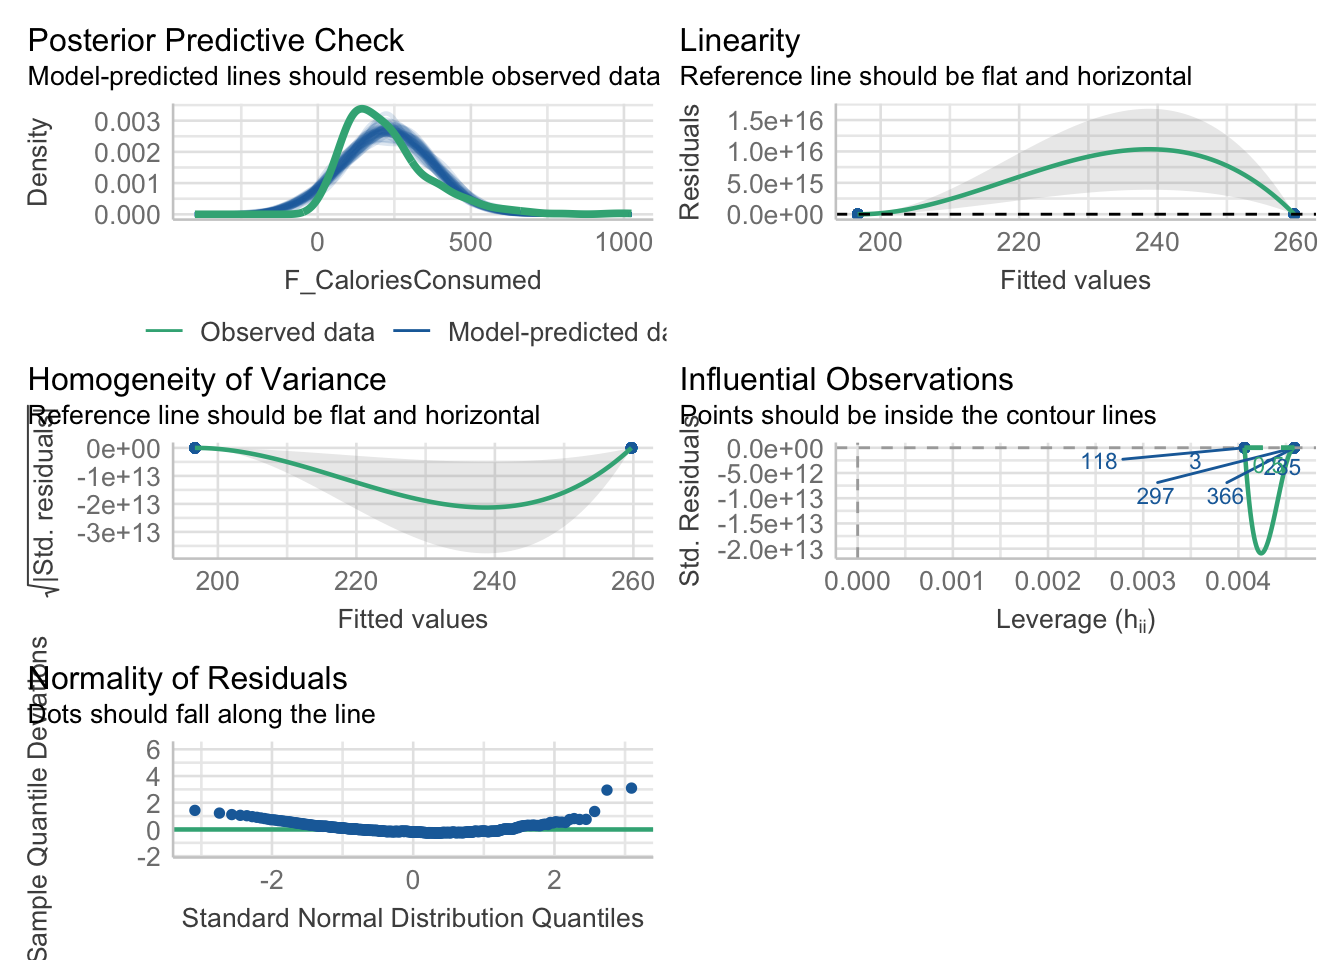 Posterior Predictive Check
Model-predicted lines should resemble observed data
Density
0.003
0.002
0.001
0.000
0
500
1000
F_CaloriesConsumed
Observed data
Model-predicted da
Linearity
Reference line should be flat and horizontal
Residuals
1.5e+16
1.0e+16
5.0e+15
0.0e+00
200
220
240
260
Fitted values
Homogeneity of Variance
Reference line should be flat and horizontal
√|Std. residuals|
0e+00
-1e+13
-2e+13
-3e+13
200
220
240
260
Fitted values
Influential Observations
Points should be inside the contour lines
Std. Residuals
0.0e+00
-5.0e+12
-1.0e+13
-1.5e+13
-2.0e+13
118
3
285
297
366
0.000
0.001
0.002
0.003
0.004
Leverage (hii)
Normality of Residuals
Dots should fall along the line
Sample Quantile Deviations
6
4
2
0
-2
-2
0
2
Standard Normal Distribution Quantiles